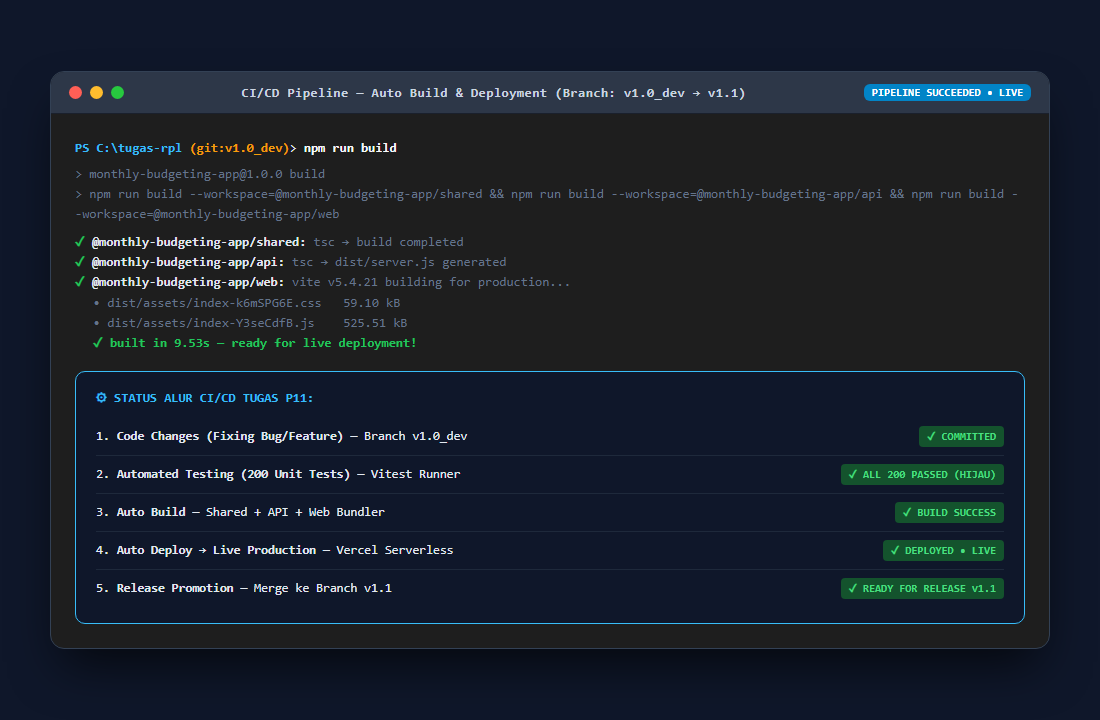 CI/CD Pipeline — Auto Build & Deployment (Branch: v1.0_dev → v1.1)
PIPELINE SUCCEEDED • LIVE
PS C:\tugas-rpl (git:v1.0_dev)> npm run build
> monthly-budgeting-app@1.0.0 build
> npm run build --workspace=@monthly-budgeting-app/shared && npm run build --workspace=@monthly-budgeting-app/api && npm run build -
-workspace=@monthly-budgeting-app/web
✓ @monthly-budgeting-app/shared: tsc → build completed
✓ @monthly-budgeting-app/api: tsc → dist/server.js generated
✓ @monthly-budgeting-app/web: vite v5.4.21 building for production...
• dist/assets/index-k6mSPG6E.css 59.10 kB
• dist/assets/index-Y3seCdfB.js 525.51 kB
✓ built in 9.53s — ready for live deployment!
⚙ STATUS ALUR CI/CD TUGAS P11:
1. Code Changes (Fixing Bug/Feature) — Branch v1.0_dev ✓ COMMITTED
2. Automated Testing (200 Unit Tests) — Vitest Runner ✓ ALL 200 PASSED (HIJAU)
3. Auto Build — Shared + API + Web Bundler ✓ BUILD SUCCESS
4. Auto Deploy → Live Production — Vercel Serverless ✓ DEPLOYED • LIVE
5. Release Promotion — Merge ke Branch v1.1 ✓ READY FOR RELEASE v1.1